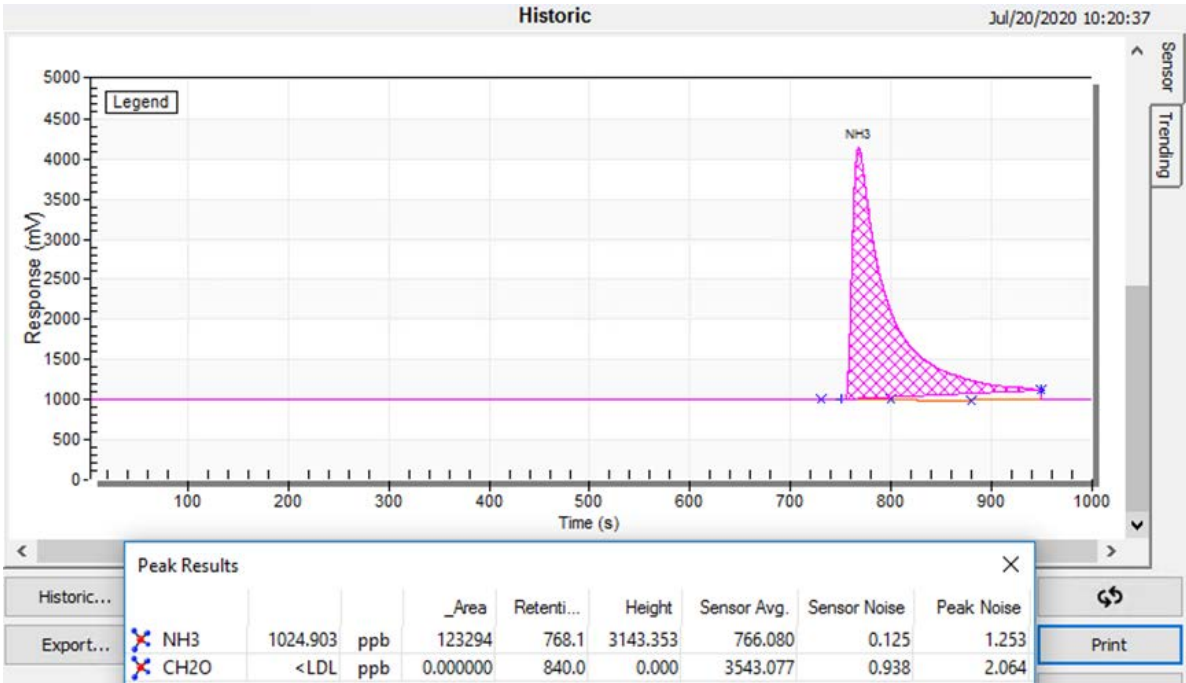 Historic
Jul/20/2020 10:20:37
Sensor
Trending
Legend
Response (mV)
5000
4500
4000
3500
3000
2500
2000
1500
1000
500
0
NH3
100 200 300 400 500 600 700 800 900 1000
Time (s)
Peak Results
_Area Retenti... Height Sensor Avg. Sensor Noise Peak Noise
NH3 1024.903 ppb 123294 768.1 3143.353 766.080 0.125 1.253
CH2O <LDL ppb 0.000000 840.0 0.000 3543.077 0.938 2.064
Historic...
Export...
Print